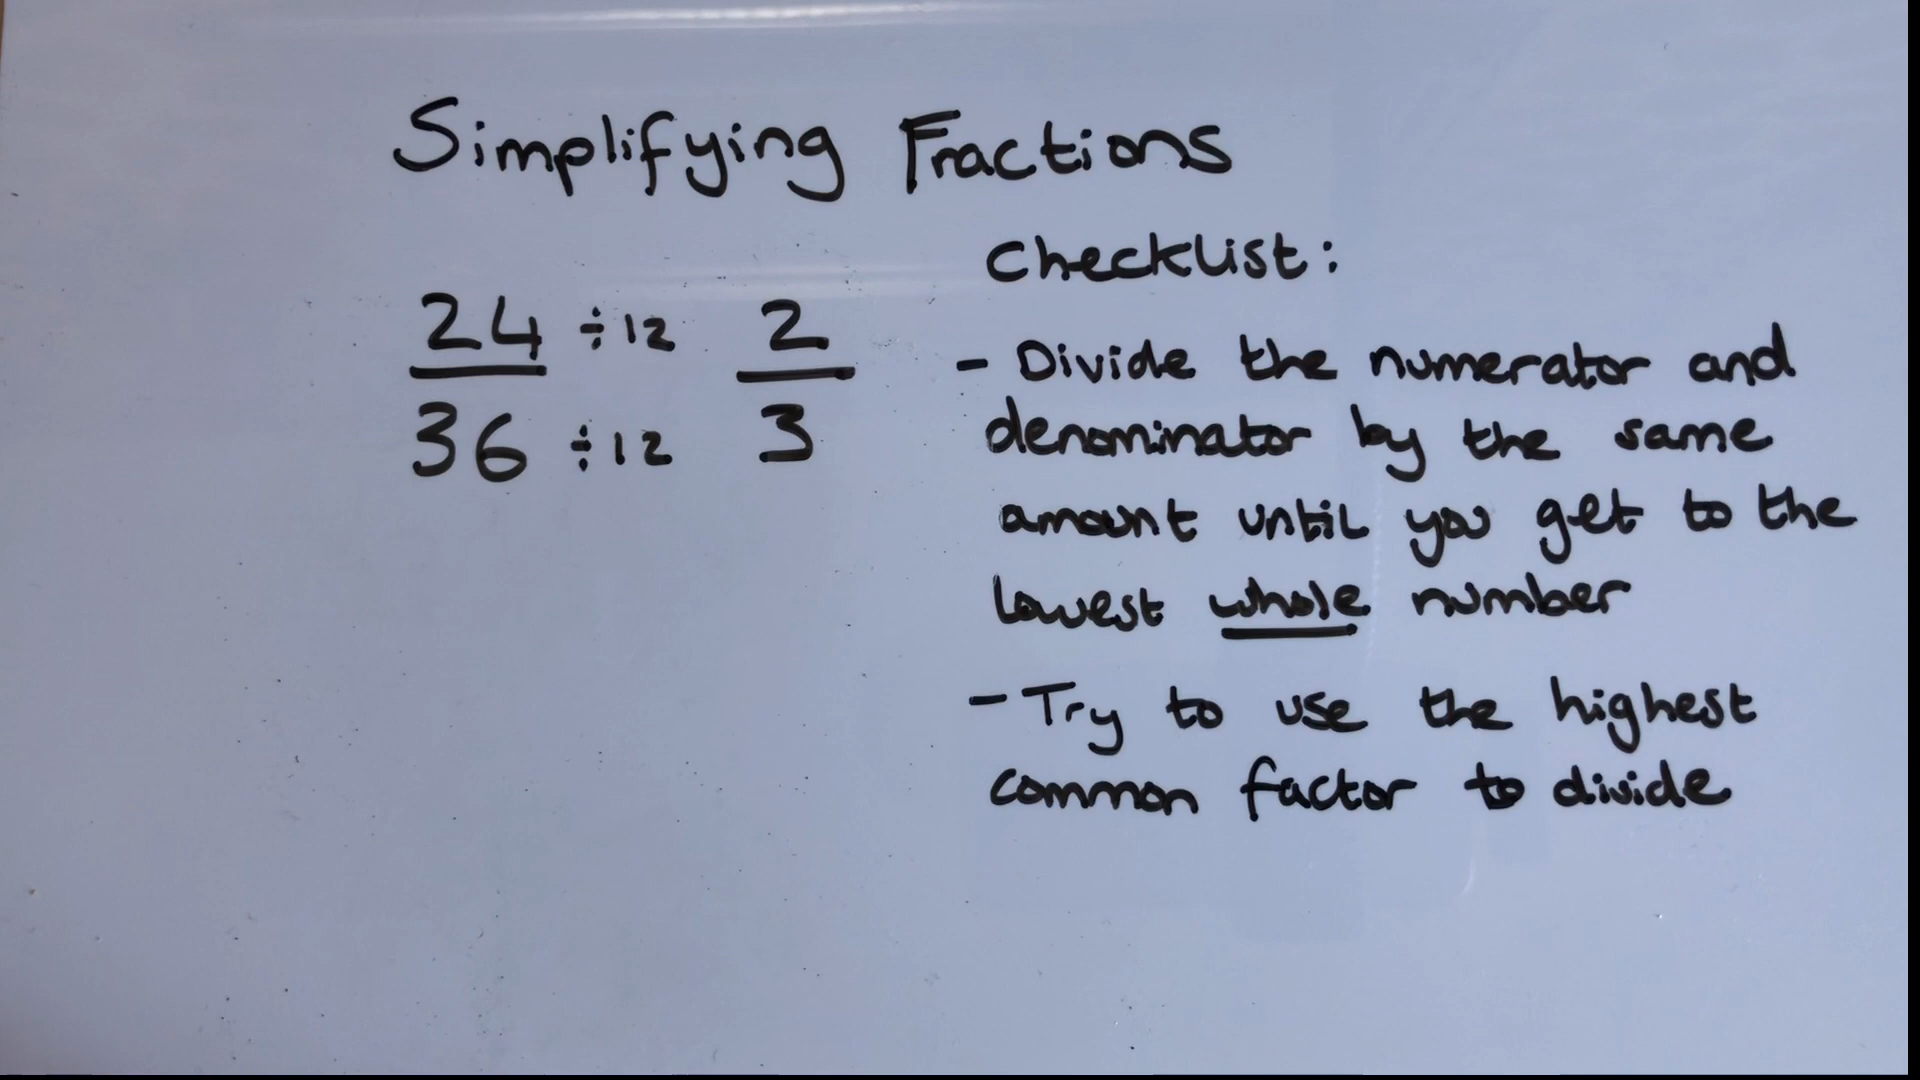 Simplifying Fractions
24 ÷12 2
36 ÷12 3
Checklist:
- Divide the numerator and
denominator by the same
amount until you get to the
lowest whole number
- Try to use the highest
common factor to divide